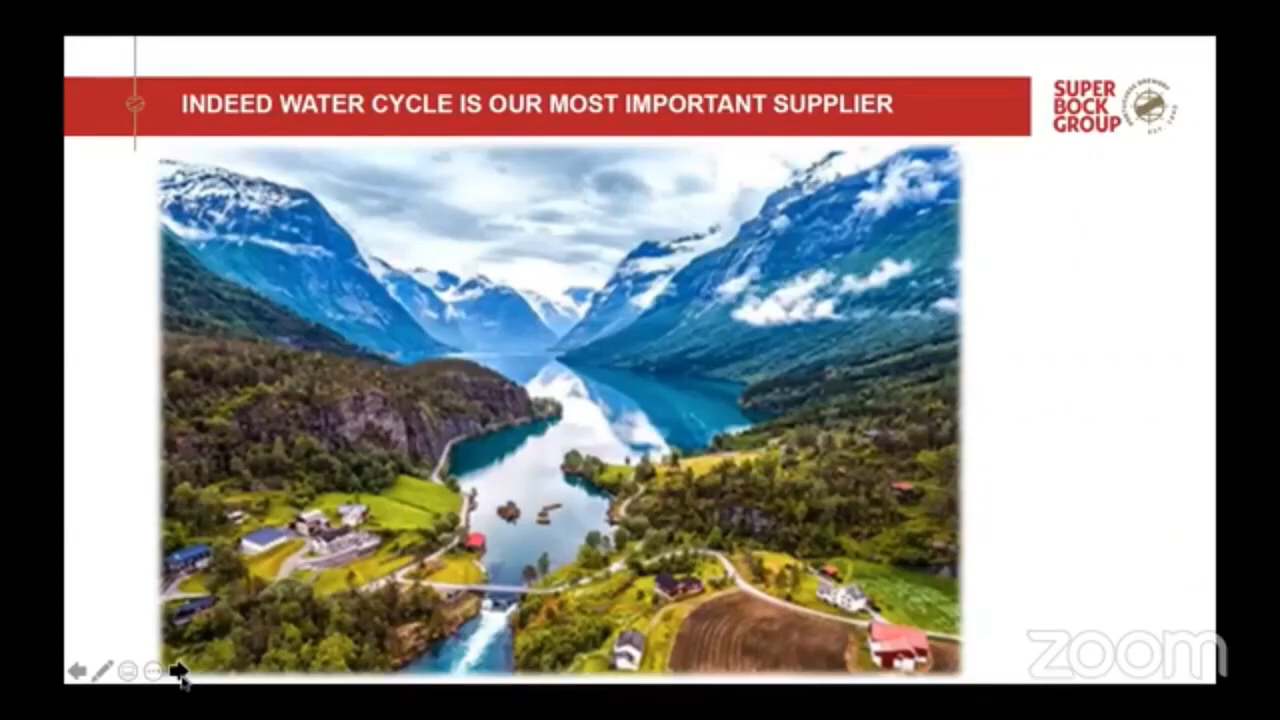 INDEED WATER CYCLE IS OUR MOST IMPORTANT SUPPLIER
SUPER
BOCK
GROUP
zoom